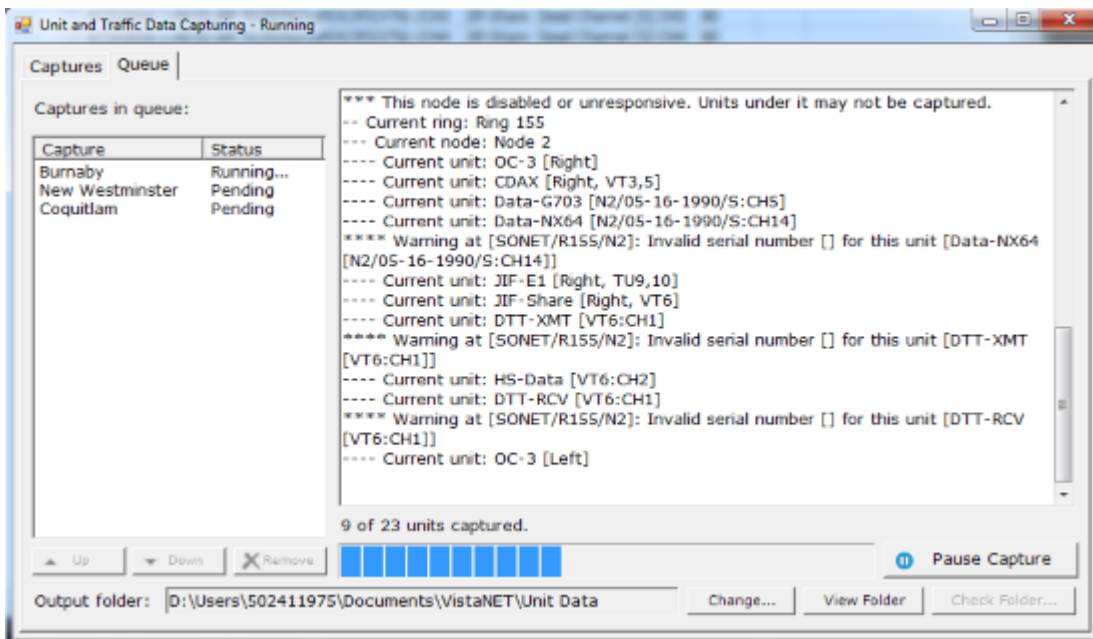 Unit and Traffic Data Capturing - Running
Captures Queue
Captures in queue:
Capture Status
Burnaby Running...
New Westminster Pending
Coquitlam Pending
*** This node is disabled or unresponsive. Units under it may not be captured.
-- Current ring: Ring 155
--- Current node: Node 2
---- Current unit: OC-3 [Right]
---- Current unit: CDAX [Right, VT3,5]
---- Current unit: Data-G703 [N2/05-16-1990/S:CH5]
---- Current unit: Data-NX64 [N2/05-16-1990/S:CH14]
**** Warning at [SONET/R155/N2]: Invalid serial number [] for this unit [Data-NX64
[N2/05-16-1990/S:CH14]]
---- Current unit: JIF-E1 [Right, TU9,10]
---- Current unit: JIF-Share [Right, VT6]
---- Current unit: DTT-XMT [VT6:CH1]
**** Warning at [SONET/R155/N2]: Invalid serial number [] for this unit [DTT-XMT
[VT6:CH1]]
---- Current unit: HS-Data [VT6:CH2]
---- Current unit: DTT-RCV [VT6:CH1]
**** Warning at [SONET/R155/N2]: Invalid serial number [] for this unit [DTT-RCV
[VT6:CH1]]
---- Current unit: OC-3 [Left]
9 of 23 units captured.
Up Down Remove
Pause Capture
Output folder: D:\Users\502411975\Documents\VistaNET\Unit Data
Change... View Folder Check Folder...